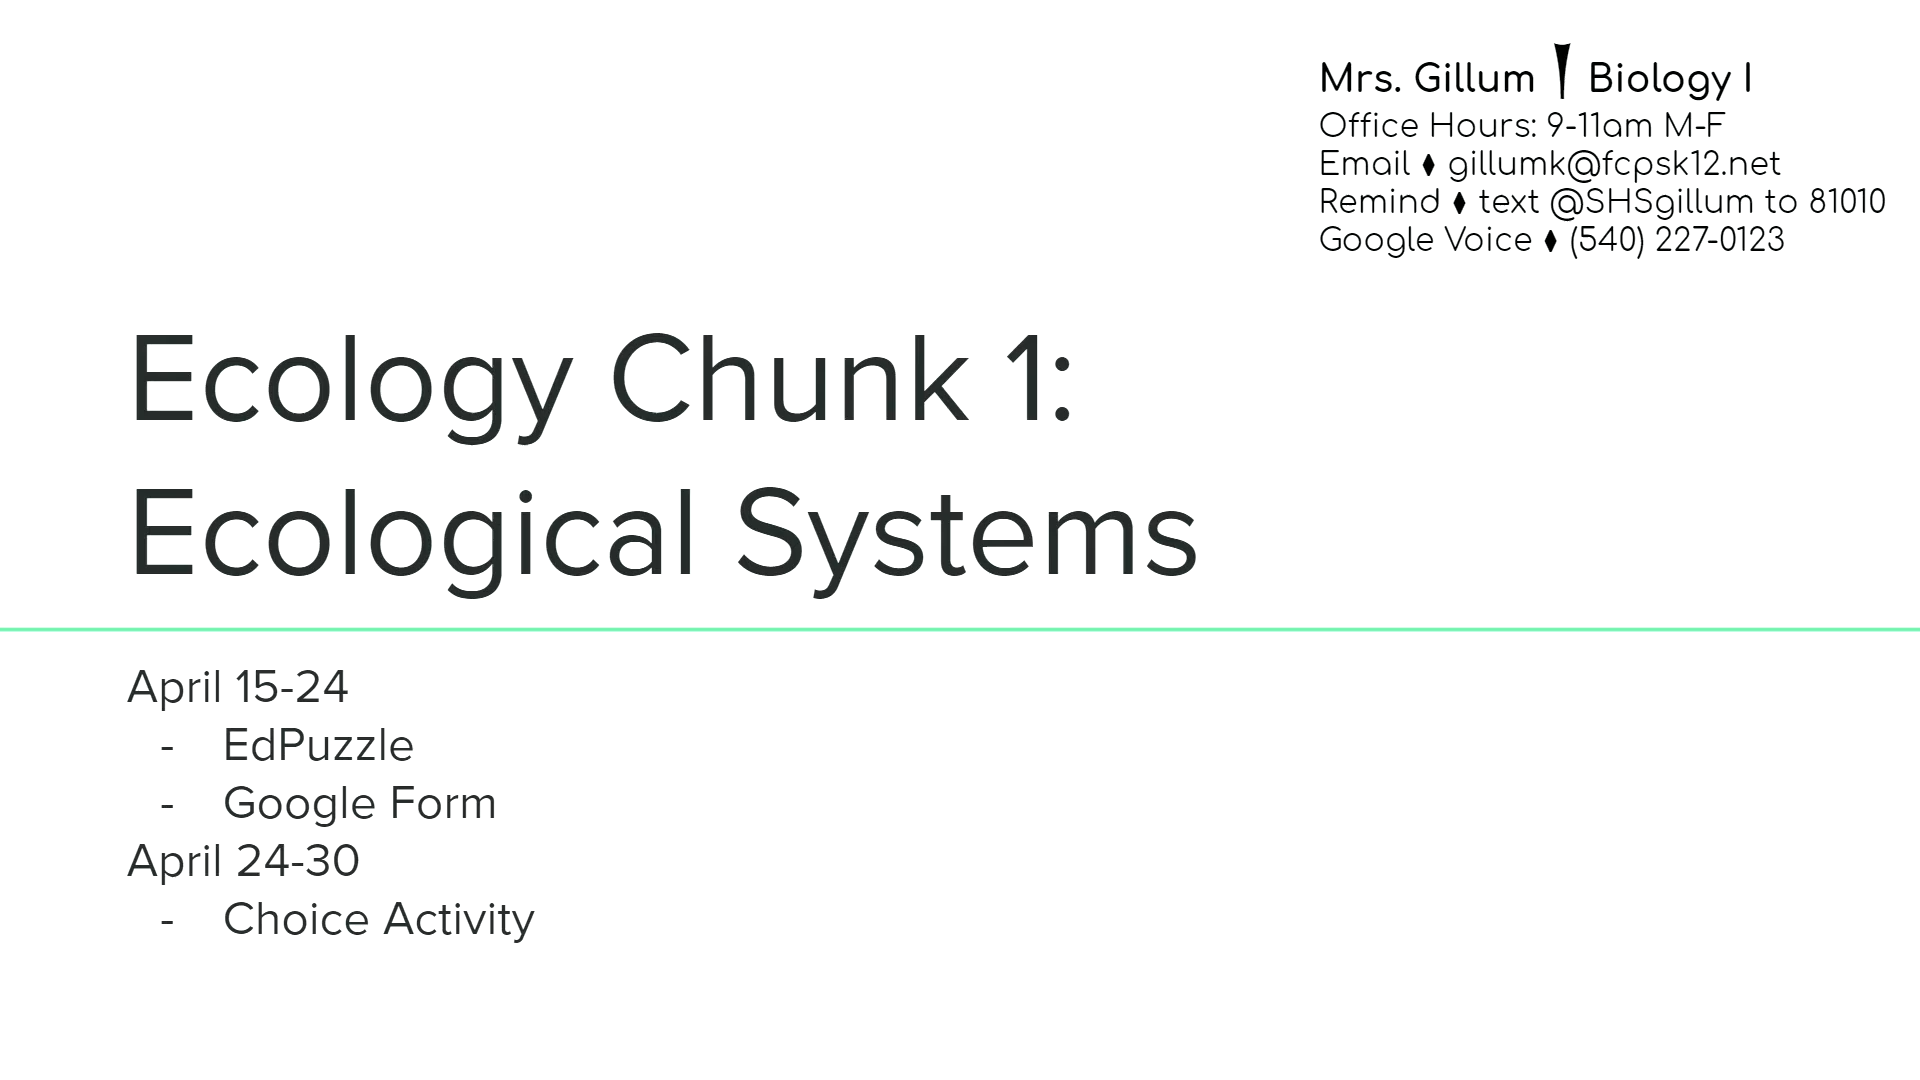 Mrs. Gillum Biology I
Office Hours: 9-11am M-F
Email ♦ gillumk@fcpsk12.net
Remind ♦ text @SHSgillum to 81010
Google Voice ♦ (540) 227-0123
Ecology Chunk 1:
Ecological Systems
April 15-24
- EdPuzzle
- Google Form
April 24-30
- Choice Activity